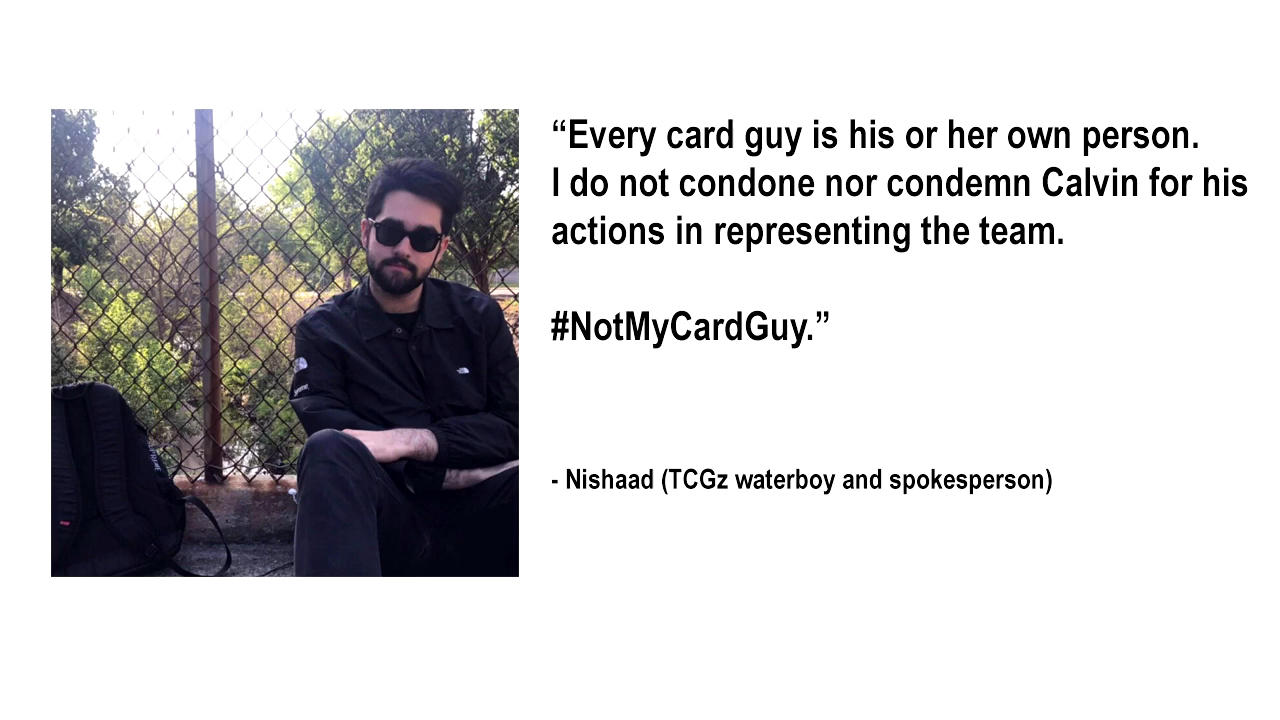 “Every card guy is his or her own person.
I do not condone nor condemn Calvin for his
actions in representing the team.
#NotMyCardGuy.”
- Nishaad (TCGz waterboy and spokesperson)